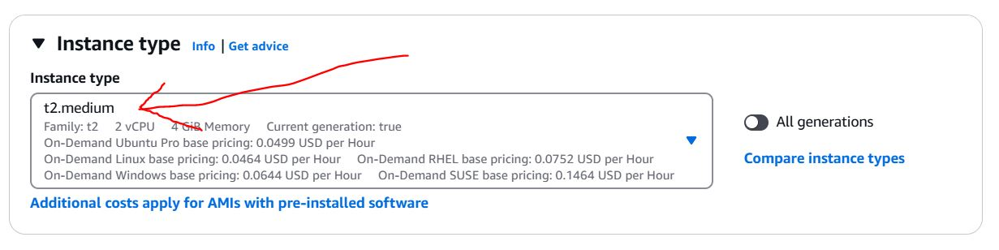 Instance type Info | Get advice
Instance type
t2.medium
Family: t2 2 vCPU 4 GiB Memory Current generation: true
On-Demand Ubuntu Pro base pricing: 0.0499 USD per Hour
On-Demand Linux base pricing: 0.0464 USD per Hour On-Demand RHEL base pricing: 0.0752 USD per Hour
On-Demand Windows base pricing: 0.0644 USD per Hour On-Demand SUSE base pricing: 0.1464 USD per Hour
All generations
Compare instance types
Additional costs apply for AMIs with pre-installed software